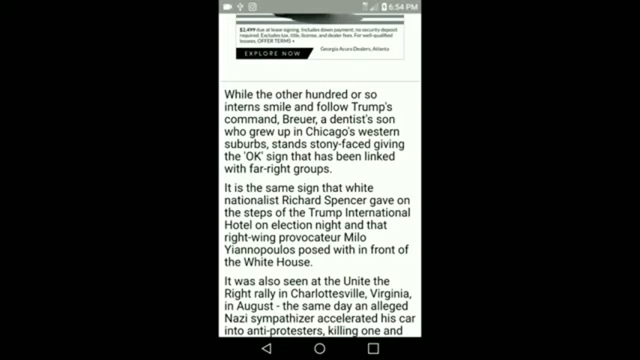 6:54 PM
$2,499 due at lease signing. Includes down payment, no security deposit
required. Excludes tax, title, license, and dealer fees. For well-qualified
lessees. OFFER TERMS +
EXPLORE NOW
Georgia Acura Dealers, Atlanta
While the other hundred or so
interns smile and follow Trump's
command, Breuer, a dentist's son
who grew up in Chicago's western
suburbs, stands stony-faced giving
the 'OK' sign that has been linked
with far-right groups.
It is the same sign that white
nationalist Richard Spencer gave on
the steps of the Trump International
Hotel on election night and that
right-wing provocateur Milo
Yiannopoulos posed with in front of
the White House.
It was also seen at the Unite the
Right rally in Charlottesville, Virginia,
in August - the same day an alleged
Nazi sympathizer accelerated his car
into anti-protesters, killing one and